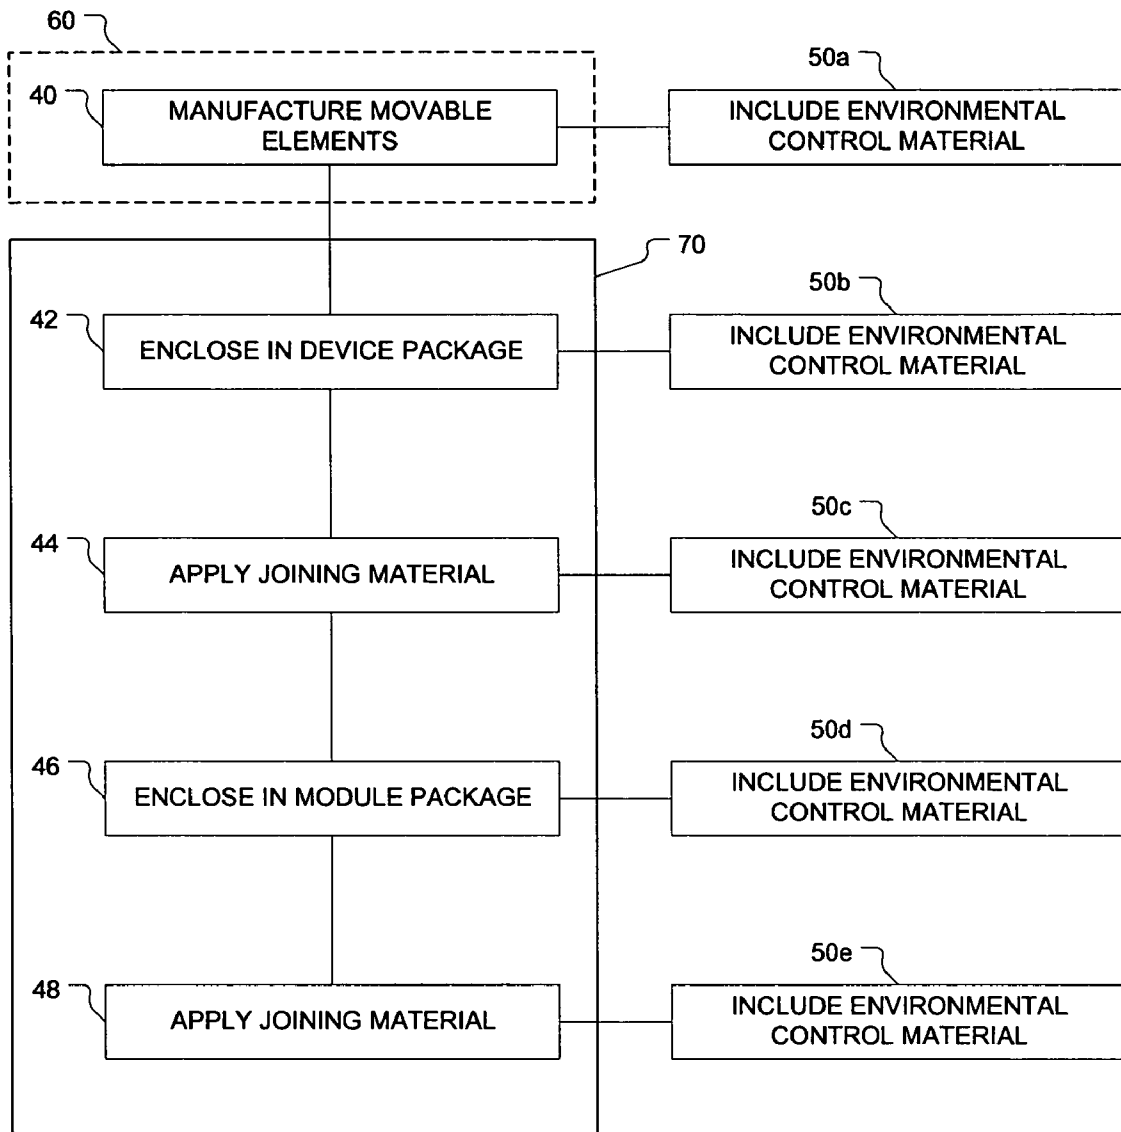 60
50a
40
MANUFACTURE MOVABLE
ELEMENTS
INCLUDE ENVIRONMENTAL
CONTROL MATERIAL
70
50b
42
ENCLOSE IN DEVICE PACKAGE
INCLUDE ENVIRONMENTAL
CONTROL MATERIAL
50c
44
APPLY JOINING MATERIAL
INCLUDE ENVIRONMENTAL
CONTROL MATERIAL
50d
46
ENCLOSE IN MODULE PACKAGE
INCLUDE ENVIRONMENTAL
CONTROL MATERIAL
50e
48
APPLY JOINING MATERIAL
INCLUDE ENVIRONMENTAL
CONTROL MATERIAL